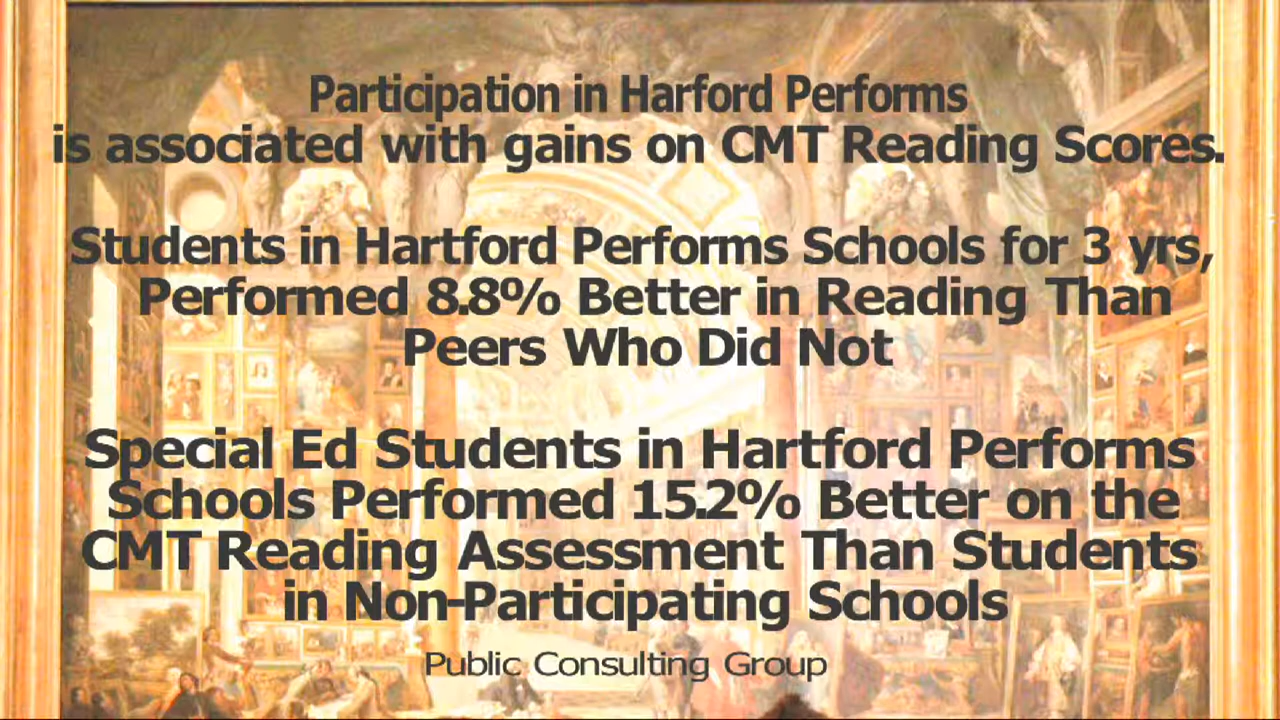 Participation in Harford Performs
is associated with gains on CMT Reading Scores.
Students in Hartford Performs Schools for 3 yrs,
Performed 8.8% Better in Reading Than
Peers Who Did Not
Special Ed Students in Hartford Performs
Schools Performed 15.2% Better on the
CMT Reading Assessment Than Students
in Non-Participating Schools
Public Consulting Group